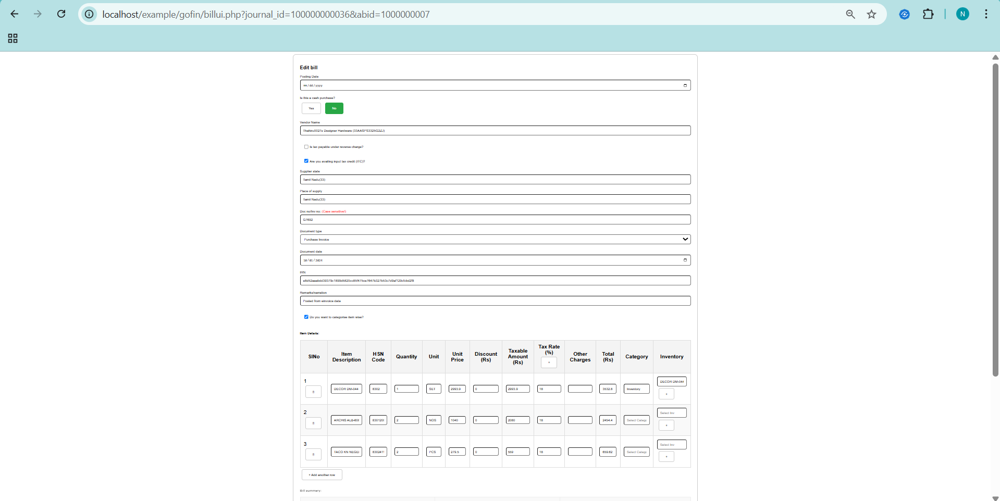 localhost/example/gofin/billui.php?journal_id=100000000036&abid=1000000007
N
Edit bill
Posting Date
mm/dd/yyyy
Is this a cash purchase?
Yes No
Vendor Name
Thahiru0027s Designer Hardware (33AASPS3325G2ZJ)
Is tax payable under reverse charge?
Are you availing input tax credit (ITC)?
Supplier state
Tamil Nadu(33)
Place of supply
Tamil Nadu(33)
Doc no/Inv no: (Case sensitive!)
G7692
Document type
Purchase Invoice
Document date
10/01/2024
IRN
Remarks/narration
Posted from einvoice data
Do you want to categorise item wise?
Item Details:
SlNo Item Description HSN Code Quantity Unit Unit Price Discount (Rs) Taxable Amount (Rs) Tax Rate (%) + Other Charges Total (Rs) Category Inventory
1 DECOR DM-044 8302 1 SET 2993.9 0 2993.9 18 3532.8 Inventory DECOR DM-044 +
2 ARCHIS ALB-608 830120 2 NOS 1040 0 2080 18 2454.4 Select Catego Select Inv +
3 TACO KN NEGEI 830241 2 PCS 279.5 0 559 18 659.62 Select Catego Select Inv +
+ Add another row
Bill summary: